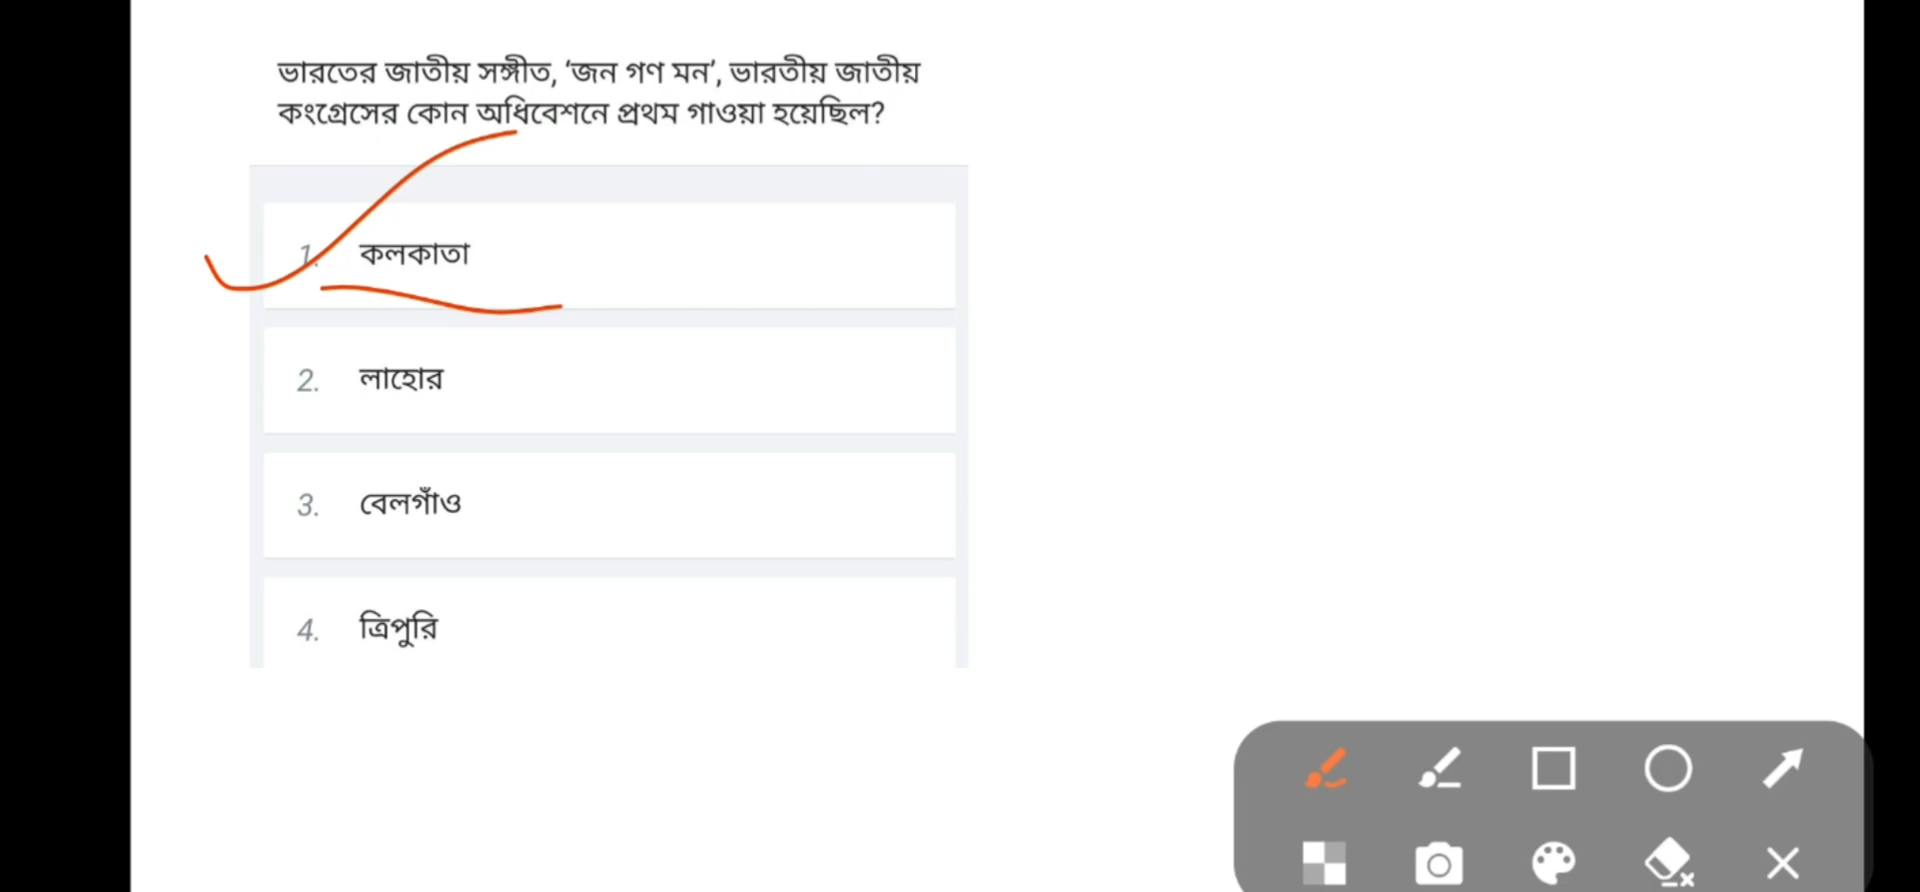 ভারতের জাতীয় সঙ্গীত, ‘জন গণ মন’, ভারতীয় জাতীয়
কংগ্রেসের কোন অধিবেশনে প্রথম গাওয়া হয়েছিল?
1. কলকাতা
2. লাহোর
3. বেলগাঁও
4. ত্রিপুরি